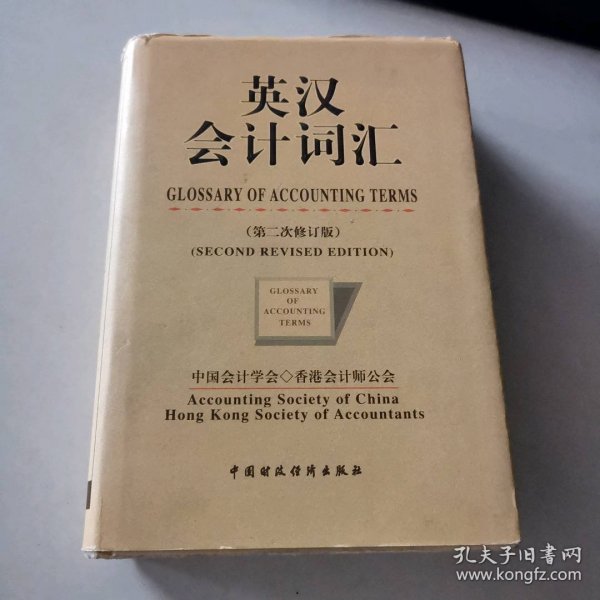 英汉
会计词汇
GLOSSARY OF ACCOUNTING TERMS
(第二次修订版)
(SECOND REVISED EDITION)
GLOSSARY
OF
ACCOUNTING
TERMS
中国会计学会◇香港会计师公会
Accounting Society of China
Hong Kong Society of Accountants
中国财政经济出版社
孔夫子旧书网
www.kongfz.com